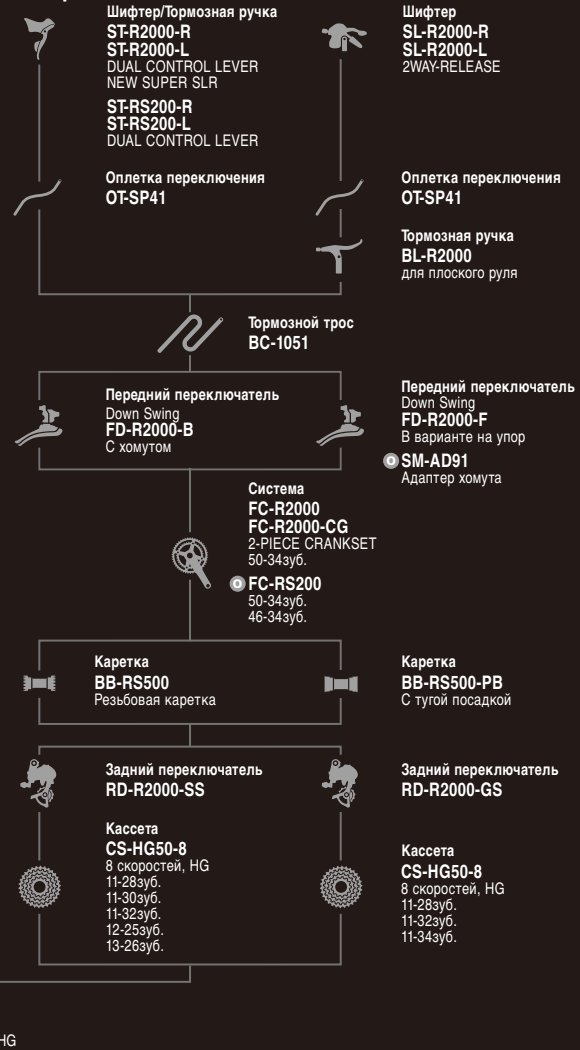 Шифтер/Тормозная ручка
ST-R2000-R
ST-R2000-L
DUAL CONTROL LEVER
NEW SUPER SLR
ST-RS200-R
ST-RS200-L
DUAL CONTROL LEVER
Шифтер
SL-R2000-R
SL-R2000-L
2WAY-RELEASE
Оплетка переключения
OT-SP41
Оплетка переключения
OT-SP41
Тормозная ручка
BL-R2000
для плоского руля
Тормозной трос
BC-1051
Передний переключатель
Down Swing
FD-R2000-B
С хомутом
Передний переключатель
Down Swing
FD-R2000-F
В варианте на упор
O SM-AD91
Адаптер хомута
Система
FC-R2000
FC-R2000-CG
2-PIECE CRANKSET
50-34зуб.
O FC-RS200
50-34зуб.
46-34зуб.
Каретка
BB-RS500
Резьбовая каретка
Каретка
BB-RS500-PB
С тугой посадкой
Задний переключатель
RD-R2000-SS
Задний переключатель
RD-R2000-GS
Кассета
CS-HG50-8
8 скоростей, HG
11-28зуб.
11-30зуб.
11-32зуб.
12-25зуб.
13-26зуб.
Кассета
CS-HG50-8
8 скоростей, HG
11-28зуб.
11-32зуб.
11-34зуб.
HG